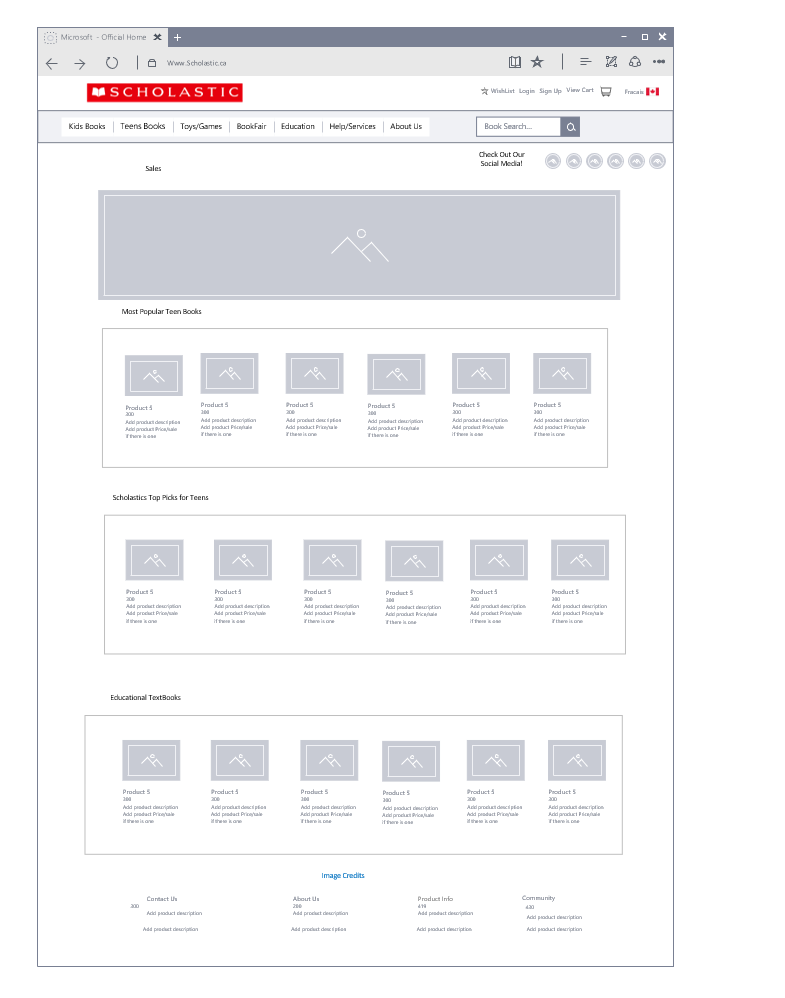 Microsoft - Official Home
Www.Scholastic.ca
SCHOLASTIC
WishList Login Sign Up View Cart Fracais
Kids Books Teens Books Toys/Games BookFair Education Help/Services About Us
Book Search...
Check Out Our
Social Media!
Sales
Most Popular Teen Books
Product 5 Product 5 Product 5 Product 5 Product 5 Product 5
300 300 300 300 300 300
Add product description Add product description Add product description Add product description Add product description Add product description
Add product Price/sale Add product Price/sale Add product Price/sale Add product Price/sale Add product Price/sale Add product Price/sale
if there is one if there is one if there is one if there is one if there is one if there is one
Scholastics Top Picks for Teens
Product 5 Product 5 Product 5 Product 5 Product 5 Product 5
300 300 300 300 300 300
Add product description Add product description Add product description Add product description Add product description Add product description
Add product Price/sale Add product Price/sale Add product Price/sale Add product Price/sale Add product Price/sale Add product Price/sale
if there is one if there is one if there is one if there is one if there is one if there is one
Educational TextBooks
Product 5 Product 5 Product 5 Product 5 Product 5 Product 5
300 300 300 300 300 300
Add product description Add product description Add product description Add product description Add product description Add product description
Add product Price/sale Add product Price/sale Add product Price/sale Add product Price/sale Add product Price/sale Add product Price/sale
if there is one if there is one if there is one if there is one if there is one if there is one
Image Credits
Contact Us About Us Product Info Community
300 200 419 430
Add product description Add product description Add product description Add product description
Add product description Add product description Add product description Add product description